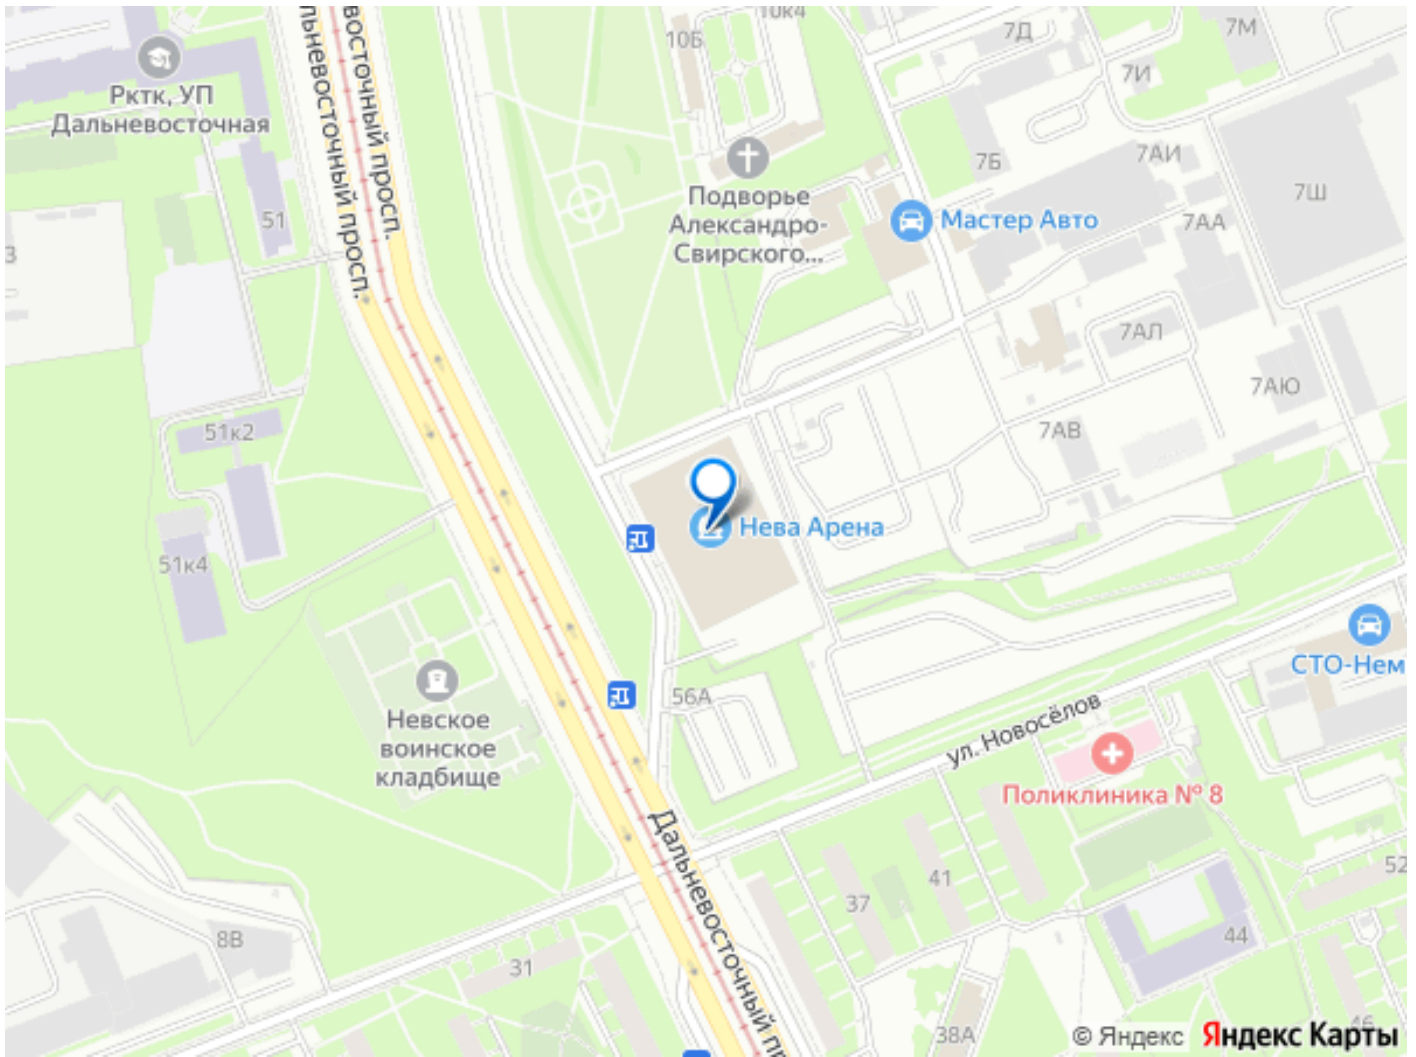 10Б
10к4
7Д
7М
7И
Рктк, УП
Дальневосточная
восточный просп.
льневосточный просп.
7Б
7АИ
7Ш
Подворье
Александро-
Свирского...
Мастер Авто
7АА
51
3
7АЛ
7АЮ
51к2
7АВ
Нева Арена
51к4
СТО-Нем
Невское
воинское
кладбище
56А
ул. Новосёлов
Поликлиника № 8
Дальневосточный пр
52
37
41
44
8В
31
38А
46
© Яндекс
Яндекс Карты